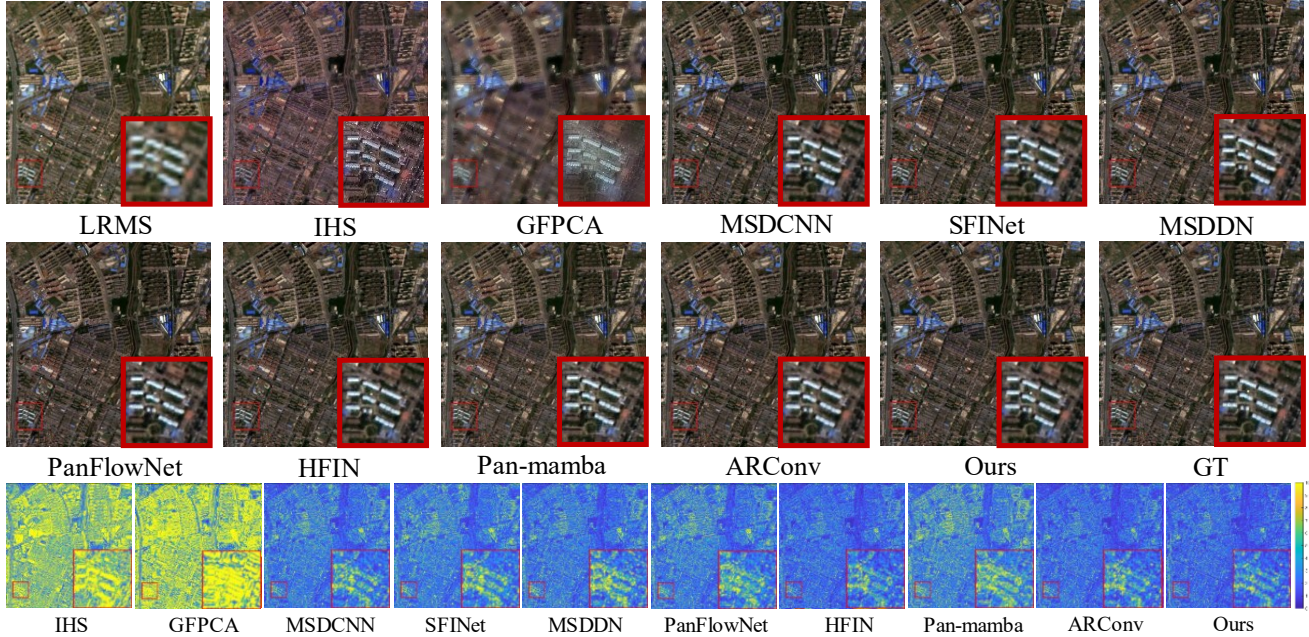 LRMS IHS GFPCA MSDCNN SFINet MSDDN
PanFlowNet HFIN Pan-mamba ARConv Ours GT
IHS GFPCA MSDCNN SFINet MSDDN PanFlowNet HFIN Pan-mamba ARConv Ours